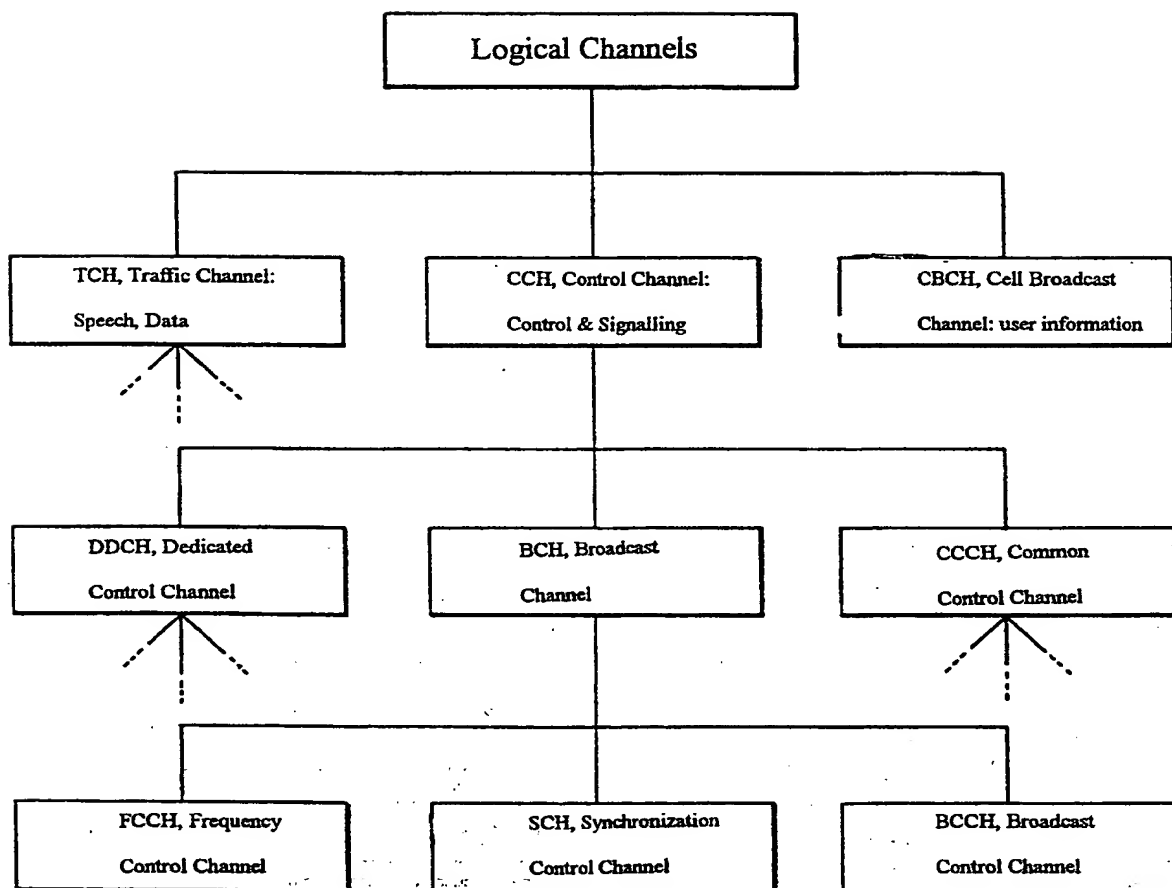 Logical Channels
TCH, Traffic Channel:
Speech, Data
CCH, Control Channel:
Control & Signalling
CBCH, Cell Broadcast
Channel: user information
DDCH, Dedicated
Control Channel
BCH, Broadcast
Channel
CCCH, Common
Control Channel
FCCH, Frequency
Control Channel
SCH, Synchronization
Control Channel
BCCH, Broadcast
Control Channel